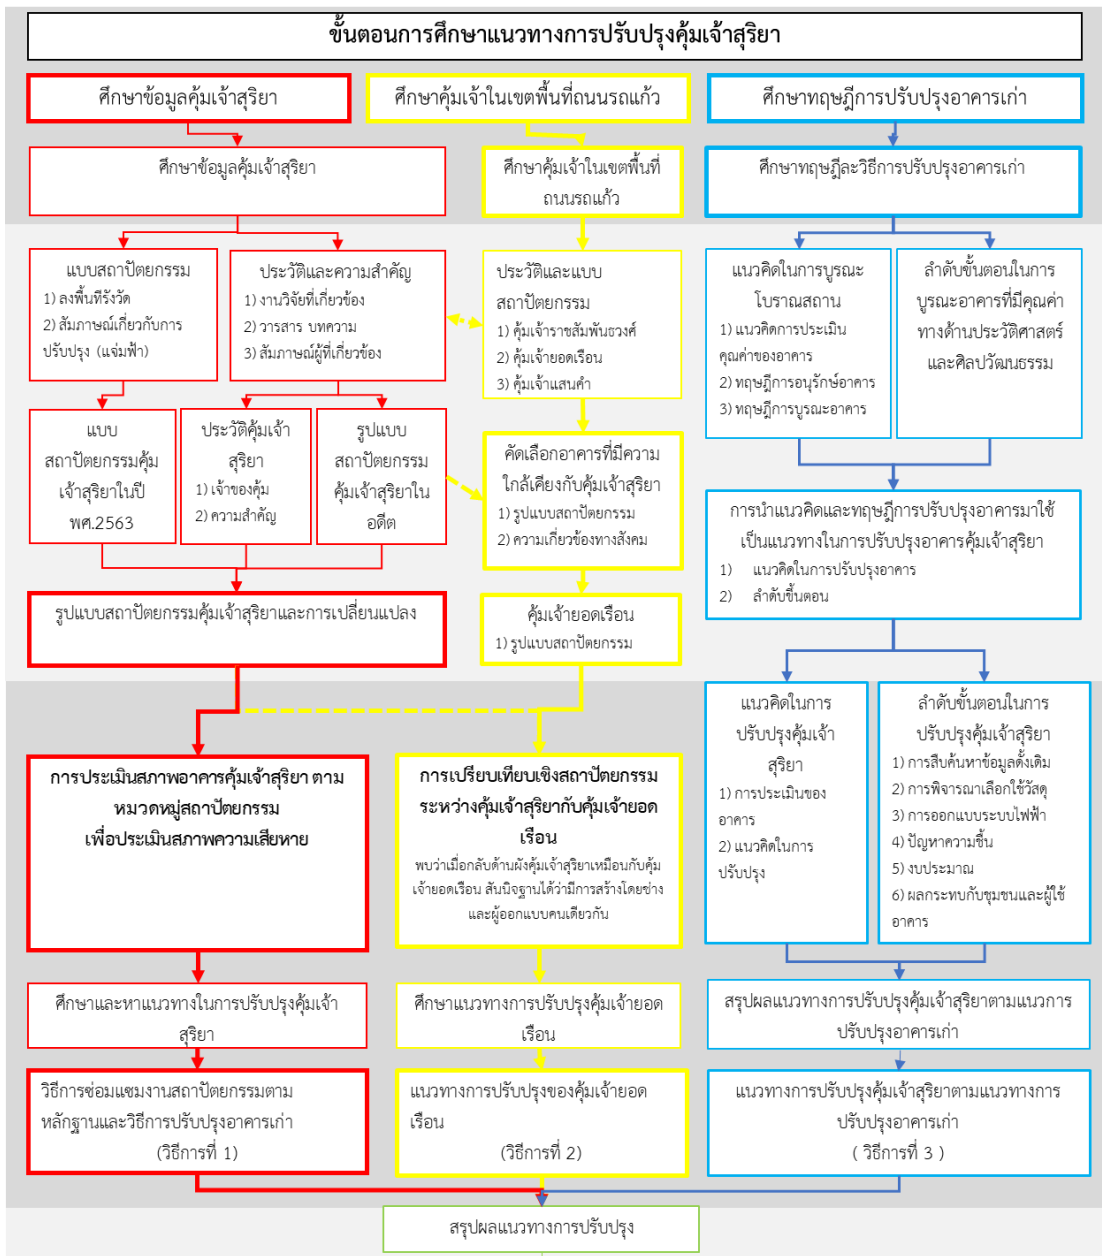 ขั้นตอนการศึกษาแนวทางการปรับปรุงคุ้มเจ้าสุริยา
ศึกษาข้อมูลคุ้มเจ้าสุริยา
ศึกษาคุ้มเจ้าในเขตพื้นที่ถนนรถแก้ว
ศึกษาทฤษฎีการปรับปรุงอาคารเก่า
ศึกษาข้อมูลคุ้มเจ้าสุริยา
ศึกษาคุ้มเจ้าในเขตพื้นที่
ถนนรถแก้ว
ศึกษาทฤษฎีละวิธีการปรับปรุงอาคารเก่า
แบบสถาปัตยกรรม
1) ลงพื้นที่รังวัด
2) สัมภาษณ์เกี่ยวกับการ
ปรับปรุง (แจ่มฟ้า)
ประวัติและความสำคัญ
1) งานวิจัยที่เกี่ยวข้อง
2) วารสาร บทความ
3) สัมภาษณ์ผู้ที่เกี่ยวข้อง
ประวัติและแบบ
สถาปัตยกรรม
1) คุ้มเจ้าราชสัมพันธวงศ์
2) คุ้มเจ้ายอดเรือน
3) คุ้มเจ้าแสนคำ
แนวคิดในการบูรณะ
โบราณสถาน
1) แนวคิดการประเมิน
คุณค่าของอาคาร
2) ทฤษฎีการอนุรักษ์อาคาร
3) ทฤษฎีการบูรณะอาคาร
ลำดับขั้นตอนในการ
บูรณะอาคารที่มีคุณค่า
ทางด้านประวัติศาสตร์
และศิลปวัฒนธรรม
แบบ
สถาปัตยกรรมคุ้ม
เจ้าสุริยาในปี
พศ.2563
ประวัติคุ้มเจ้า
สุริยา
1) เจ้าของคุ้ม
2) ความสำคัญ
รูปแบบ
สถาปัตยกรรม
คุ้มเจ้าสุริยาใน
อดีต
คัดเลือกอาคารที่มีความ
ใกล้เคียงกับคุ้มเจ้าสุริยา
1) รูปแบบสถาปัตยกรรม
2) ความเกี่ยวข้องทางสังคม
การนำแนวคิดและทฤษฎีการปรับปรุงอาคารมาใช้
เป็นแนวทางในการปรับปรุงอาคารคุ้มเจ้าสุริยา
1) แนวคิดในการปรับปรุงอาคาร
2) ลำดับขึ้นตอน
รูปแบบสถาปัตยกรรมคุ้มเจ้าสุริยาและการเปลี่ยนแปลง
คุ้มเจ้ายอดเรือน
1) รูปแบบสถาปัตยกรรม
แนวคิดในการ
ปรับปรุงคุ้มเจ้า
สุริยา
1) การประเมินของ
อาคาร
2) แนวคิดในการ
ปรับปรุง
ลำดับขั้นตอนในการ
ปรับปรุงคุ้มเจ้าสุริยา
1) การสืบค้นหาข้อมูลดั้งเดิม
2) การพิจารณาเลือกใช้วัสดุ
3) การออกแบบระบบไฟฟ้า
4) ปัญหาความชื้น
5) งบประมาณ
6) ผลกระทบกับชุมชนและผู้ใช้
อาคาร
การประเมินสภาพอาคารคุ้มเจ้าสุริยา ตาม
หมวดหมู่สถาปัตยกรรม
เพื่อประเมินสภาพความเสียหาย
การเปรียบเทียบเชิงสถาปัตยกรรม
ระหว่างคุ้มเจ้าสุริยากับคุ้มเจ้ายอด
เรือน
พบว่าเมื่อกลับด้านผังคุ้มเจ้าสุริยาเหมือนกับคุ้ม
เจ้ายอดเรือน สันนิจฐานได้ว่ามีการสร้างโดยช่าง
และผู้ออกแบบคนเดียวกัน
ศึกษาและหาแนวทางในการปรับปรุงคุ้มเจ้า
สุริยา
ศึกษาแนวทางการปรับปรุงคุ้มเจ้ายอด
เรือน
สรุปผลแนวทางการปรับปรุงคุ้มเจ้าสุริยาตามแนวการ
ปรับปรุงอาคารเก่า
วิธีการซ่อมแซมงานสถาปัตยกรรมตาม
หลักฐานและวิธีการปรับปรุงอาคารเก่า
(วิธีการที่ 1)
แนวทางการปรับปรุงของคุ้มเจ้ายอด
เรือน
(วิธีการที่ 2)
แนวทางการปรับปรุงคุ้มเจ้าสุริยาตามแนวทางการ
ปรับปรุงอาคารเก่า
( วิธีการที่ 3 )
สรุปผลแนวทางการปรับปรุง